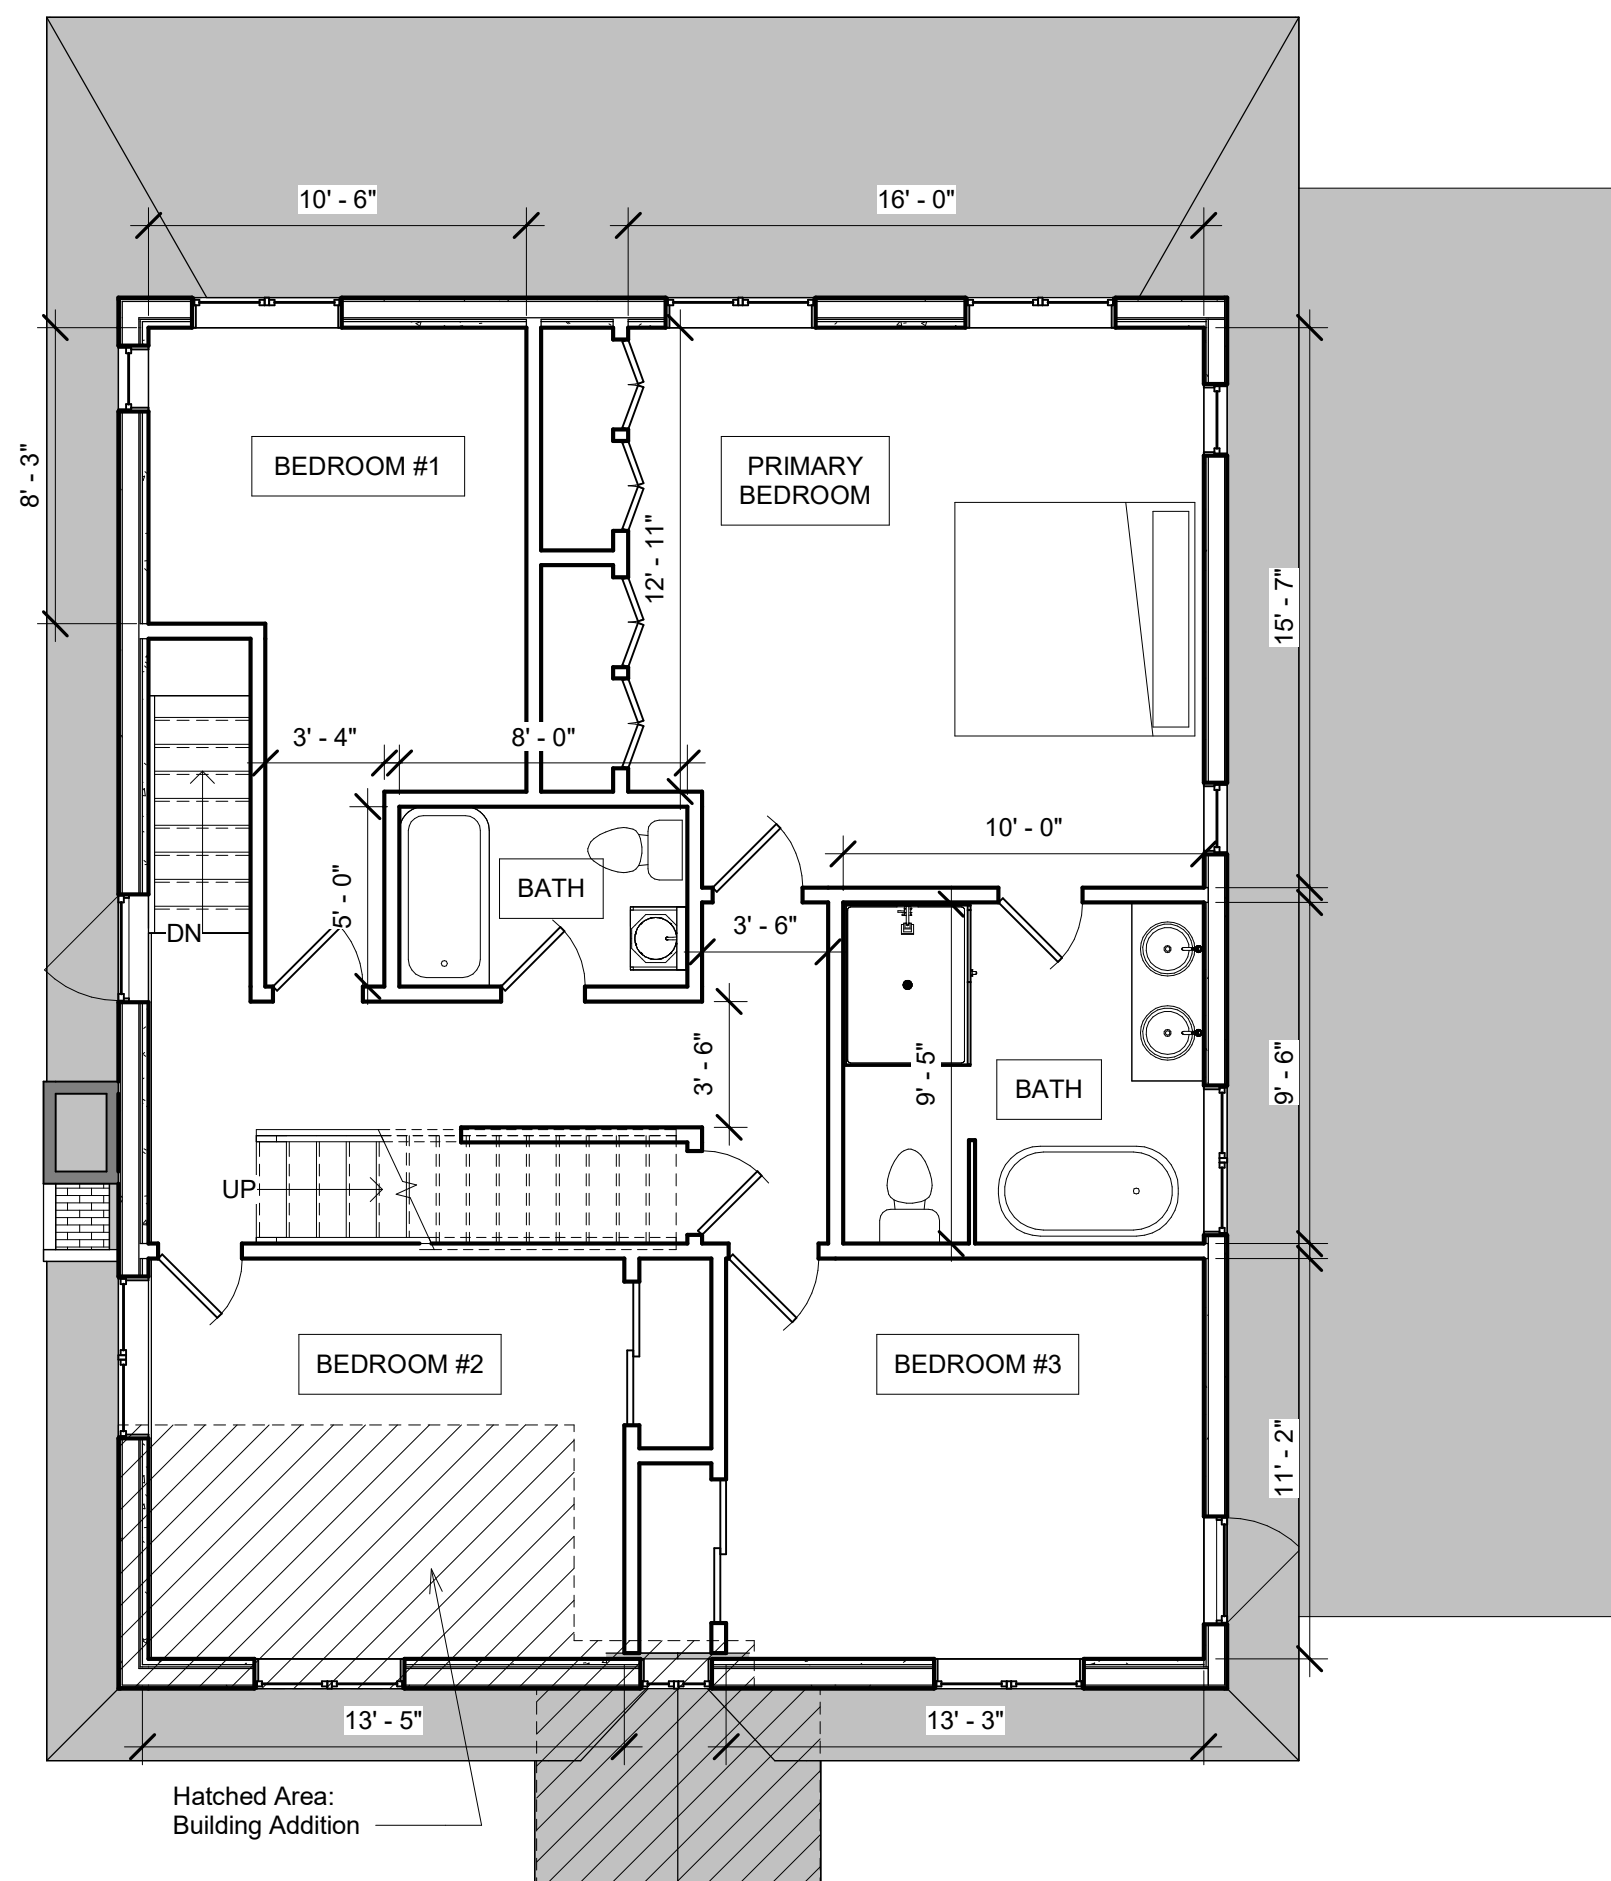 10' - 6"
16' - 0"
8' - 3"
BEDROOM #1
PRIMARY
BEDROOM
12' - 11"
15' - 7"
3' - 4"
8' - 0"
10' - 0"
5' - 0"
BATH
DN
3' - 6"
3' - 6"
9' - 5"
BATH
9' - 6"
UP
BEDROOM #2
BEDROOM #3
11' - 2"
13' - 5"
13' - 3"
Hatched Area:
Building Addition